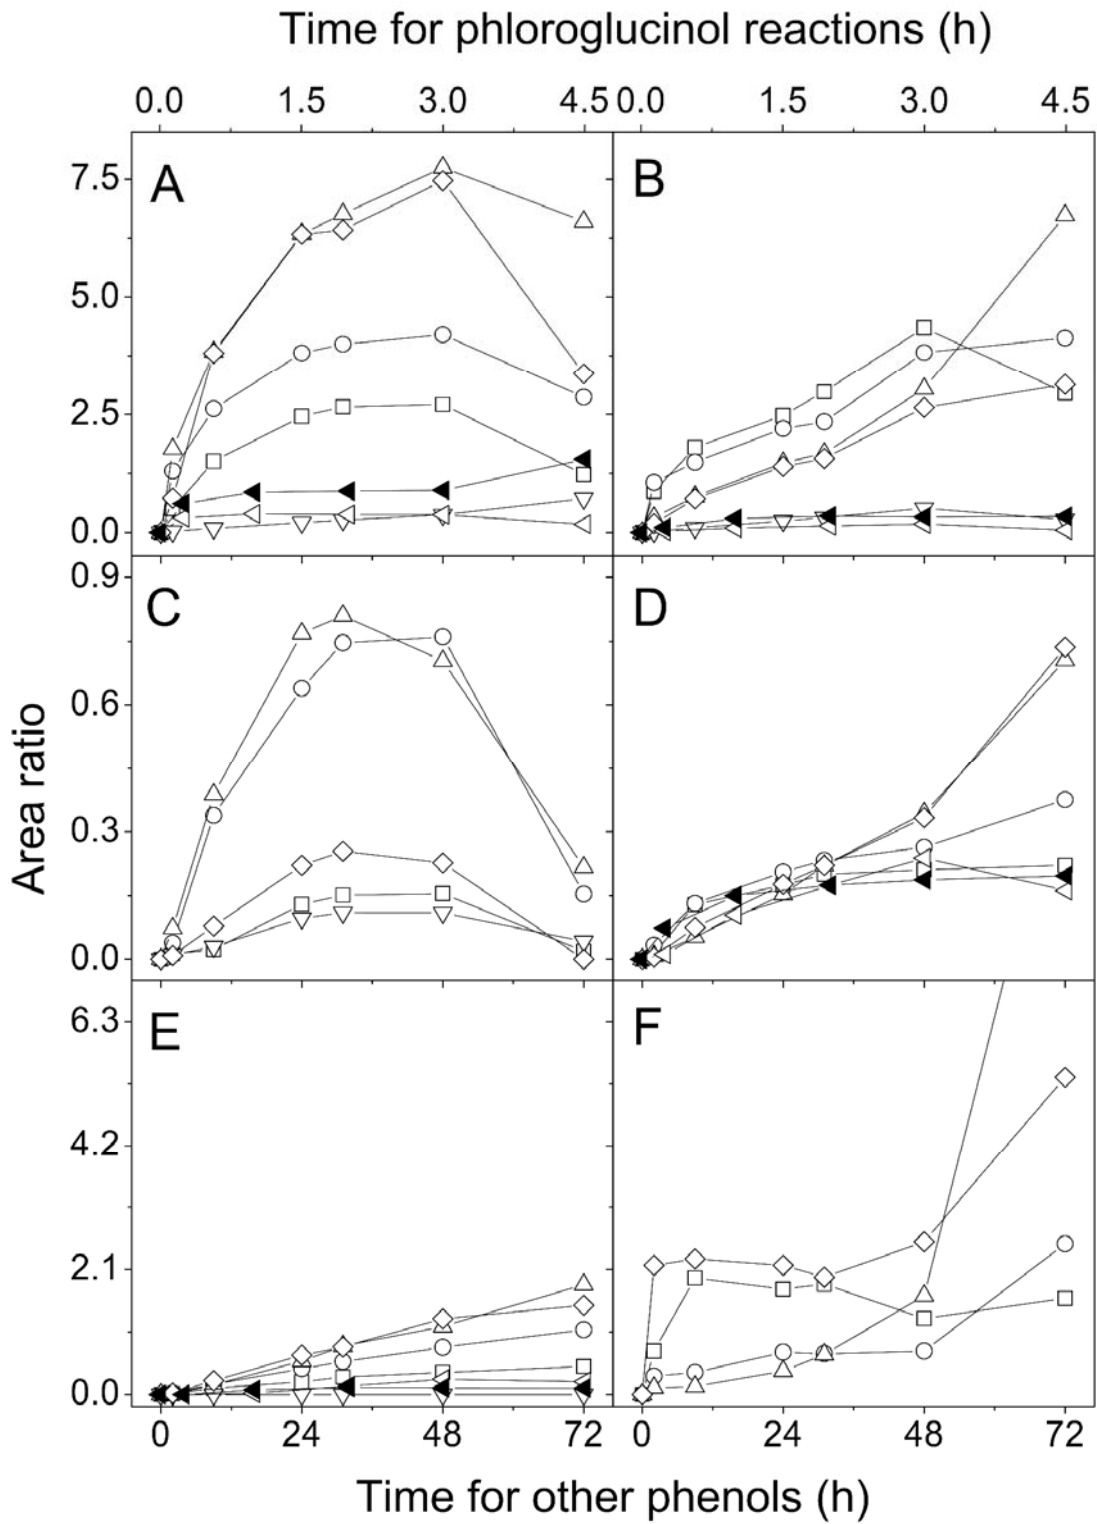 Time for phloroglucinol reactions (h)
0.0 1.5 3.0 4.5 0.0 1.5 3.0 4.5
A B
7.5
5.0
2.5
0.0
C D
0.9
0.6
0.3
0.0
Area ratio
E F
6.3
4.2
2.1
0.0
0 24 48 72 0 24 48 72
Time for other phenols (h)